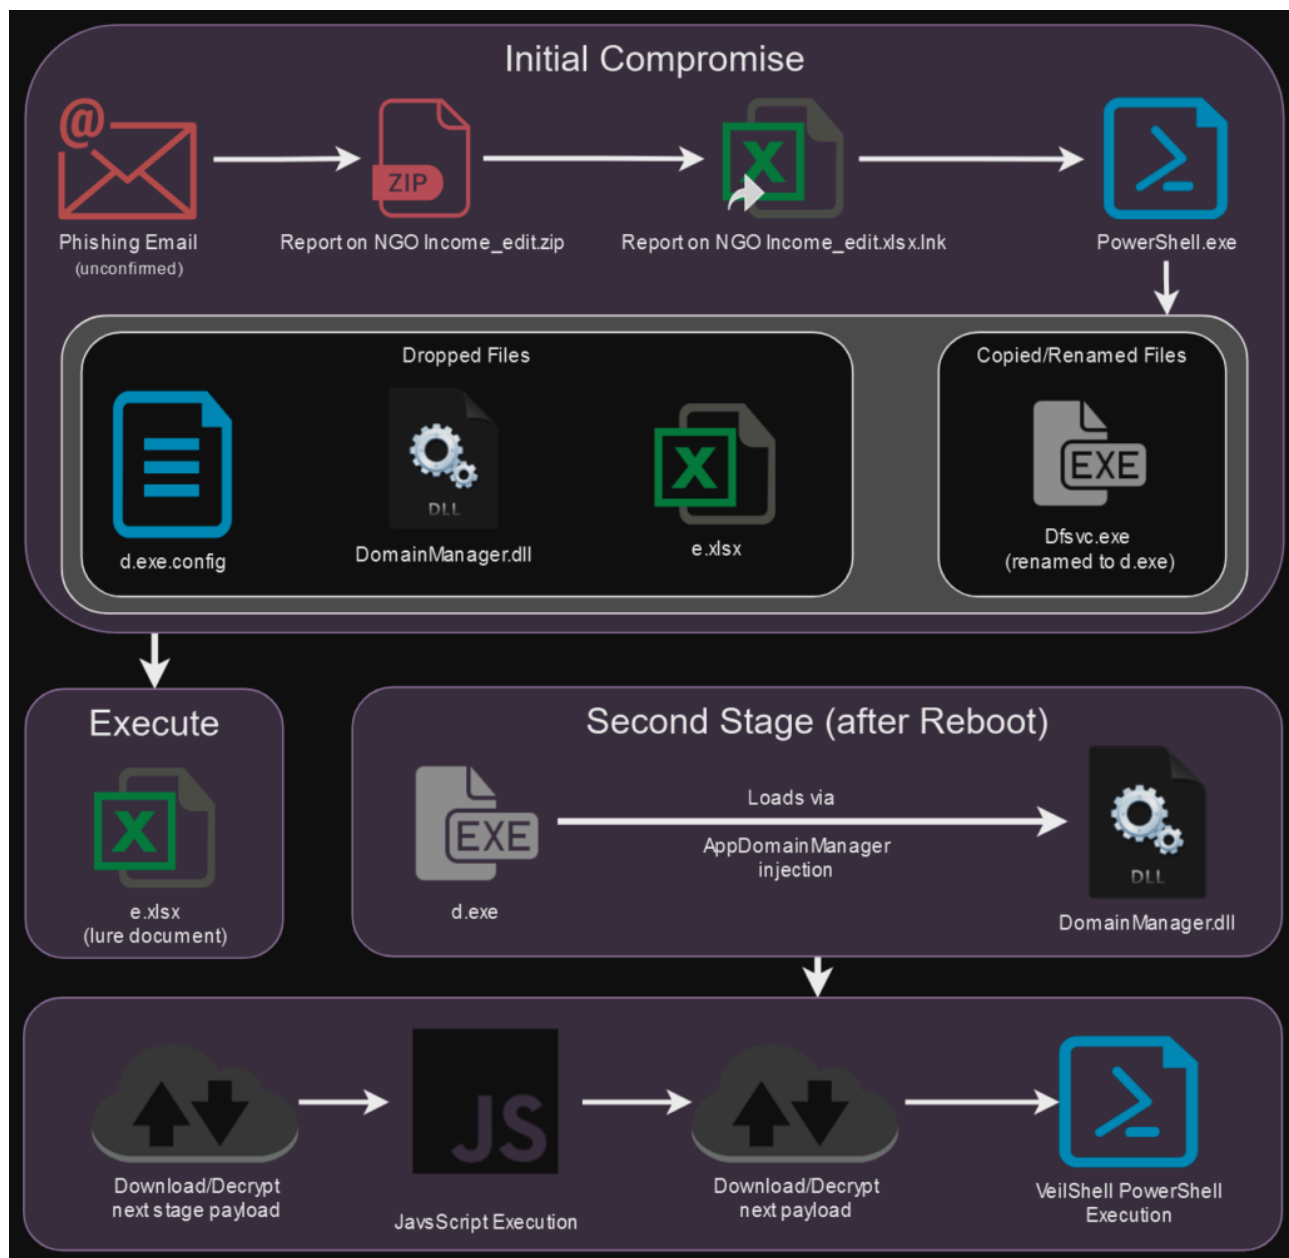 Initial Compromise
@
ZIP
X
Phishing Email
(unconfirmed)
Report on NGO Income_edit.zip
Report on NGO Income_edit.xlsx.lnk
PowerShell.exe
Dropped Files
Copied/Renamed Files
DLL
X
EXE
d.exe.config
DomainManager.dll
e.xlsx
Dfsvc.exe
(renamed to d.exe)
Execute
X
e.xlsx
(lure document)
Second Stage (after Reboot)
EXE
d.exe
Loads via
AppDomainManager
injection
DLL
DomainManager.dll
Download/Decrypt
next stage payload
JS
JavsScript Execution
Download/Decrypt
next payload
VeilShell PowerShell
Execution